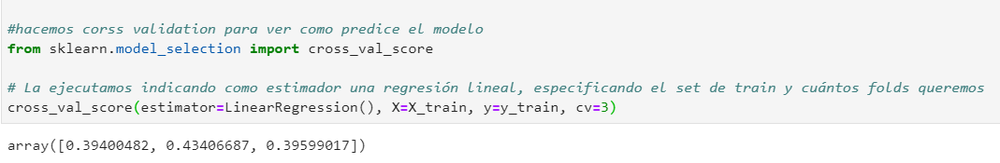 #hacemos corss validation para ver como predice el modelo
from sklearn.model_selection import cross_val_score
# La ejecutamos indicando como estimador una regresión lineal, especificando el set de train y cuántos folds queremos
cross_val_score(estimator=LinearRegression(), X=X_train, y=y_train, cv=3)
array([0.39400482, 0.43406687, 0.39599017])